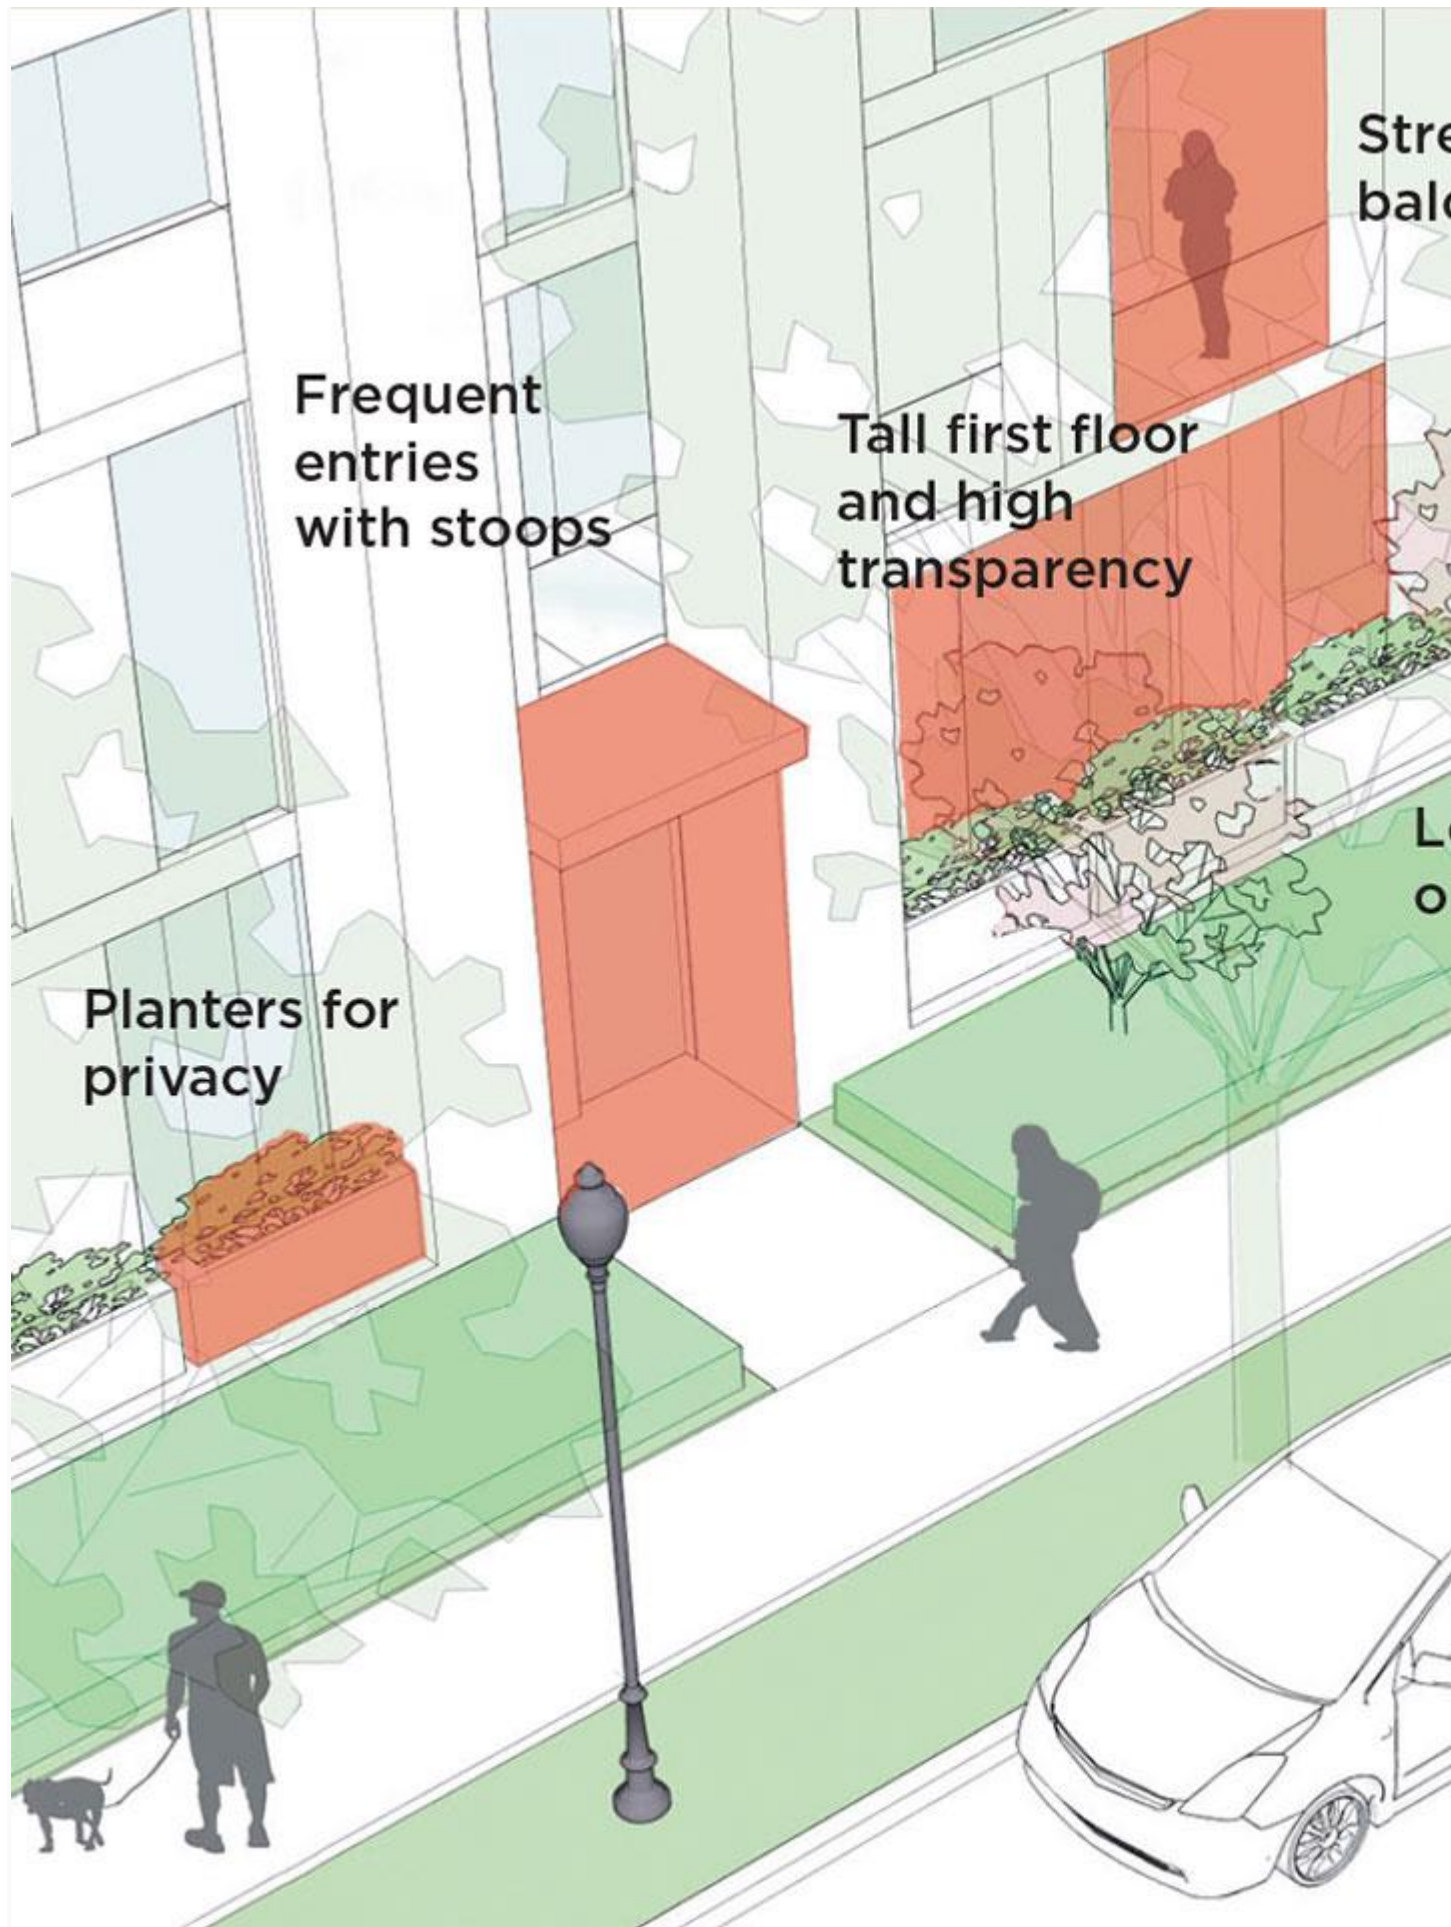 Frequent
entries
with stoops
Tall first floor
and high
transparency
Planters for
privacy